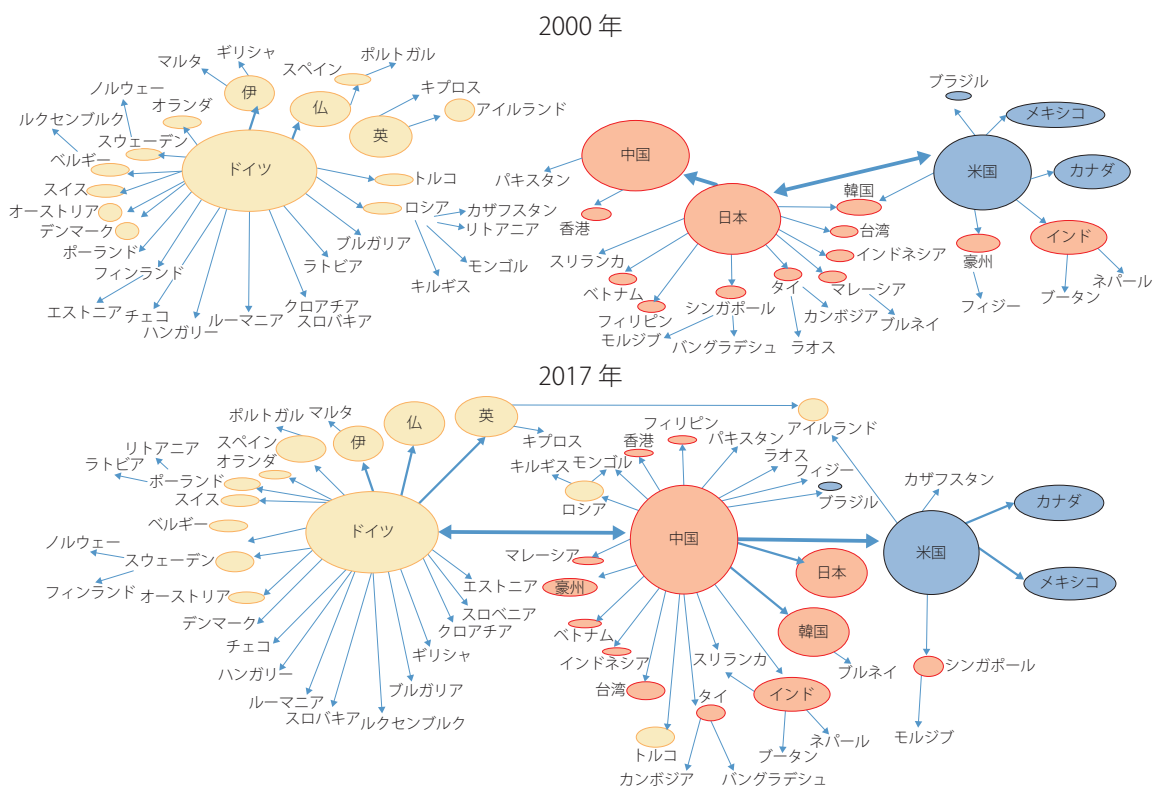 2000 年
ギリシャ
マルタ
ポルトガル
スペイン
ノルウェー
伊
仏
キプロス
オランダ
アイルランド
ルクセンブルク
英
スウェーデン
ベルギー
ドイツ
スイス
トルコ
オーストリア
ロシア
カザフスタン
デンマーク
リトアニア
ポーランド
ブルガリア
フィンランド
ラトビア
モンゴル
キルギス
エストニア
チェコ
ハンガリー
ルーマニア
クロアチア
スロバキア
ブラジル
メキシコ
中国
米国
カナダ
パキスタン
韓国
香港
日本
台湾
インド
スリランカ
インドネシア
豪州
ベトナム
タイ
マレーシア
ネパール
フィリピン
シンガポール
カンボジア
ブルネイ
フィジー
ブータン
モルジブ
バングラデシュ
ラオス
2017 年
ポルトガル
マルタ
英
仏
フィリピン
アイルランド
リトアニア
スペイン
伊
キプロス
香港
パキスタン
ラトビア
オランダ
キルギス
モンゴル
ラオス
ポーランド
フィジー
カザフスタン
スイス
ロシア
ブラジル
カナダ
ベルギー
ドイツ
中国
米国
ノルウェー
スウェーデン
マレーシア
日本
メキシコ
フィンランド
オーストリア
エストニア
豪州
デンマーク
スロベニア
チェコ
クロアチア
ベトナム
韓国
ハンガリー
ギリシャ
インドネシア
スリランカ
ブルネイ
シンガポール
ルーマニア
ブルガリア
台湾
タイ
インド
スロバキア
ルクセンブルク
モルジブ
トルコ
ブータン
ネパール
カンボジア
バングラデシュ